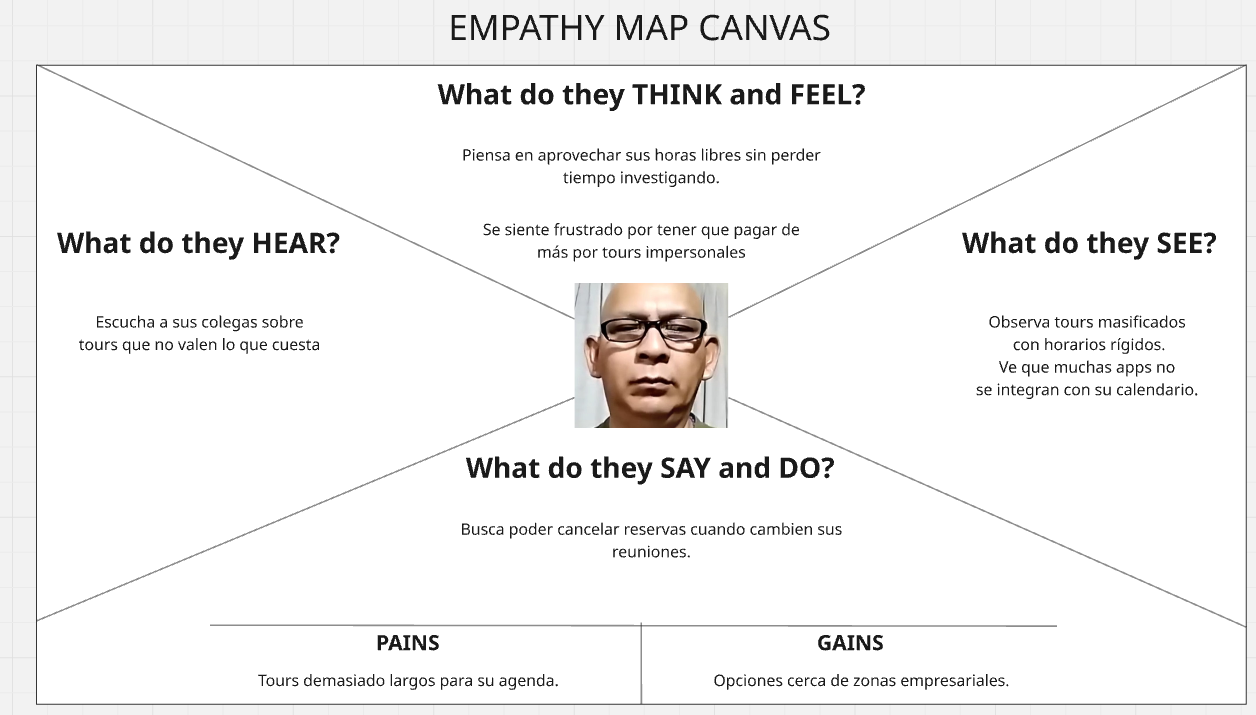 EMPATHY MAP CANVAS
What do they THINK and FEEL?
Piensa en aprovechar sus horas libres sin perder
tiempo investigando.
Se siente frustrado por tener que pagar de
más por tours impersonales
What do they HEAR?
Escucha a sus colegas sobre
tours que no valen lo que cuesta
What do they SEE?
Observa tours masificados
con horarios rígidos.
Ve que muchas apps no
se integran con su calendario.
What do they SAY and DO?
Busca poder cancelar reservas cuando cambien sus
reuniones.
PAINS
Tours demasiado largos para su agenda.
GAINS
Opciones cerca de zonas empresariales.